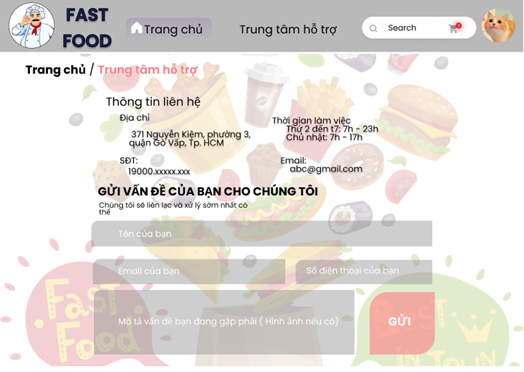 FAST
FOOD
Trang chủ
Trung tâm hỗ trợ
Search
Trang chủ / Trung tâm hỗ trợ
Thông tin liên hệ
Địa chỉ
371 Nguyễn Kiệm, phường 3,
quận Gò Vấp, Tp. HCM
Thời gian làm việc
Thứ 2 đến t7: 7h - 23h
Chủ nhật: 7h - 17h
SĐT:
19000.xxxxx.xxx
Email:
abc@gmail.com
GỬI VẤN ĐỀ CỦA BẠN CHO CHÚNG TÔI
Chúng tôi sẽ liên lạc và xử lý sớm nhất có
thể
Tên của bạn
Email của bạn
Số điện thoại của bạn
Mô tả vấn đề bạn đang gặp phải ( Hình ảnh nếu có)
GỬI
Fast
Food
BEST
IN TOWN